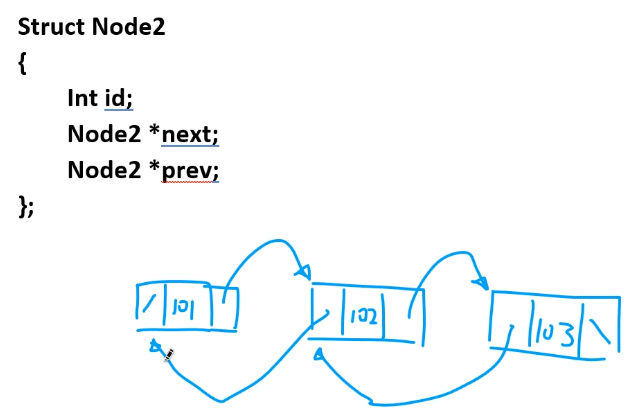 Struct Node2
{
Int id;
Node2 *next;
Node2 *prev;
};
101 102 103